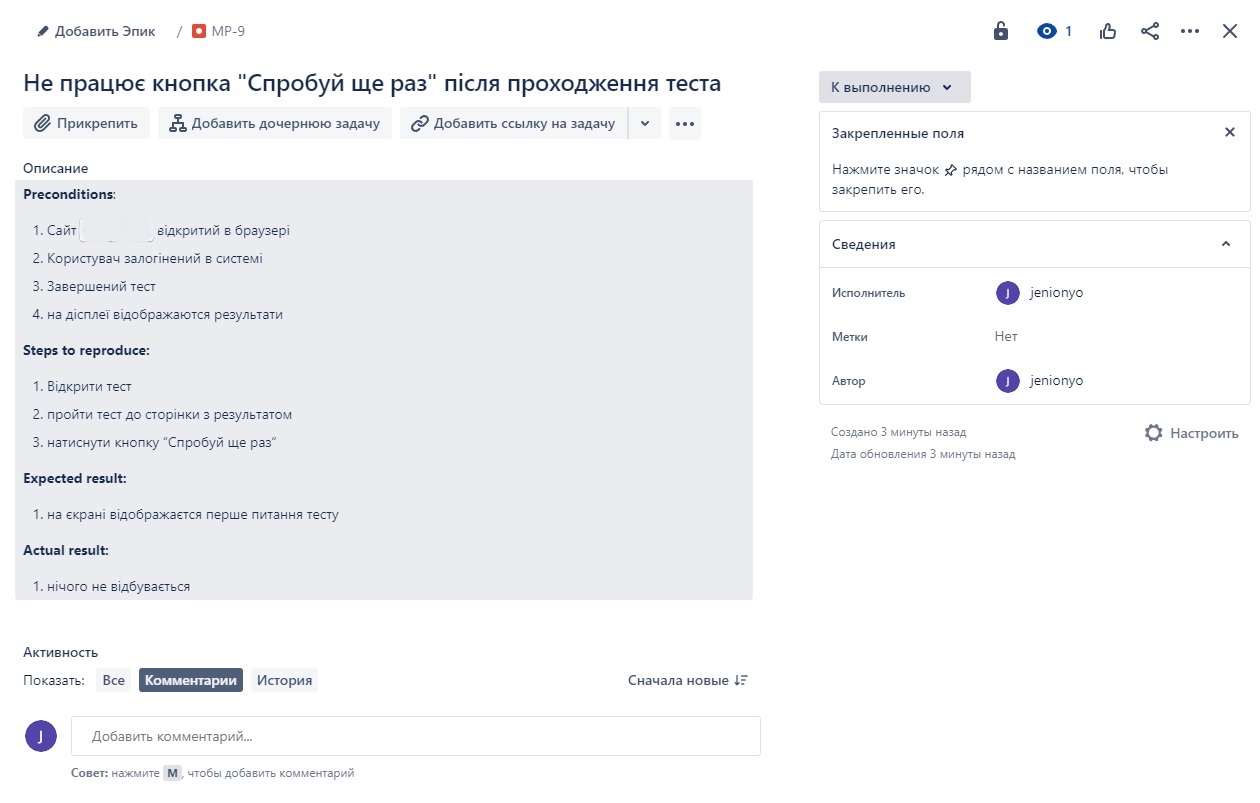 Добавить Эпик / MP-9
1
Не працює кнопка "Спробуй ще раз" після проходження теста
Прикрепить Добавить дочернюю задачу Добавить ссылку на задачу
Описание
Preconditions:
1. Сайт відкритий в браузері
2. Користувач залогінений в системі
3. Завершений тест
4. на дісплеї відображаются результати
Steps to reproduce:
1. Відкрити тест
2. пройти тест до сторінки з результатом
3. натиснути кнопку “Спробуй ще раз”
Expected result:
1. на єкрані відображаєтся перше питання тесту
Actual result:
1. нічого не відбувається
Активность
Показать: Все Комментарии История Сначала новые
J Добавить комментарий...
Совет: нажмите M, чтобы добавить комментарий
К выполнению
Закрепленные поля
Нажмите значок рядом с названием поля, чтобы
закрепить его.
Сведения
Исполнитель J jenionyo
Метки Нет
Автор J jenionyo
Создано 3 минуты назад Настроить
Дата обновления 3 минуты назад